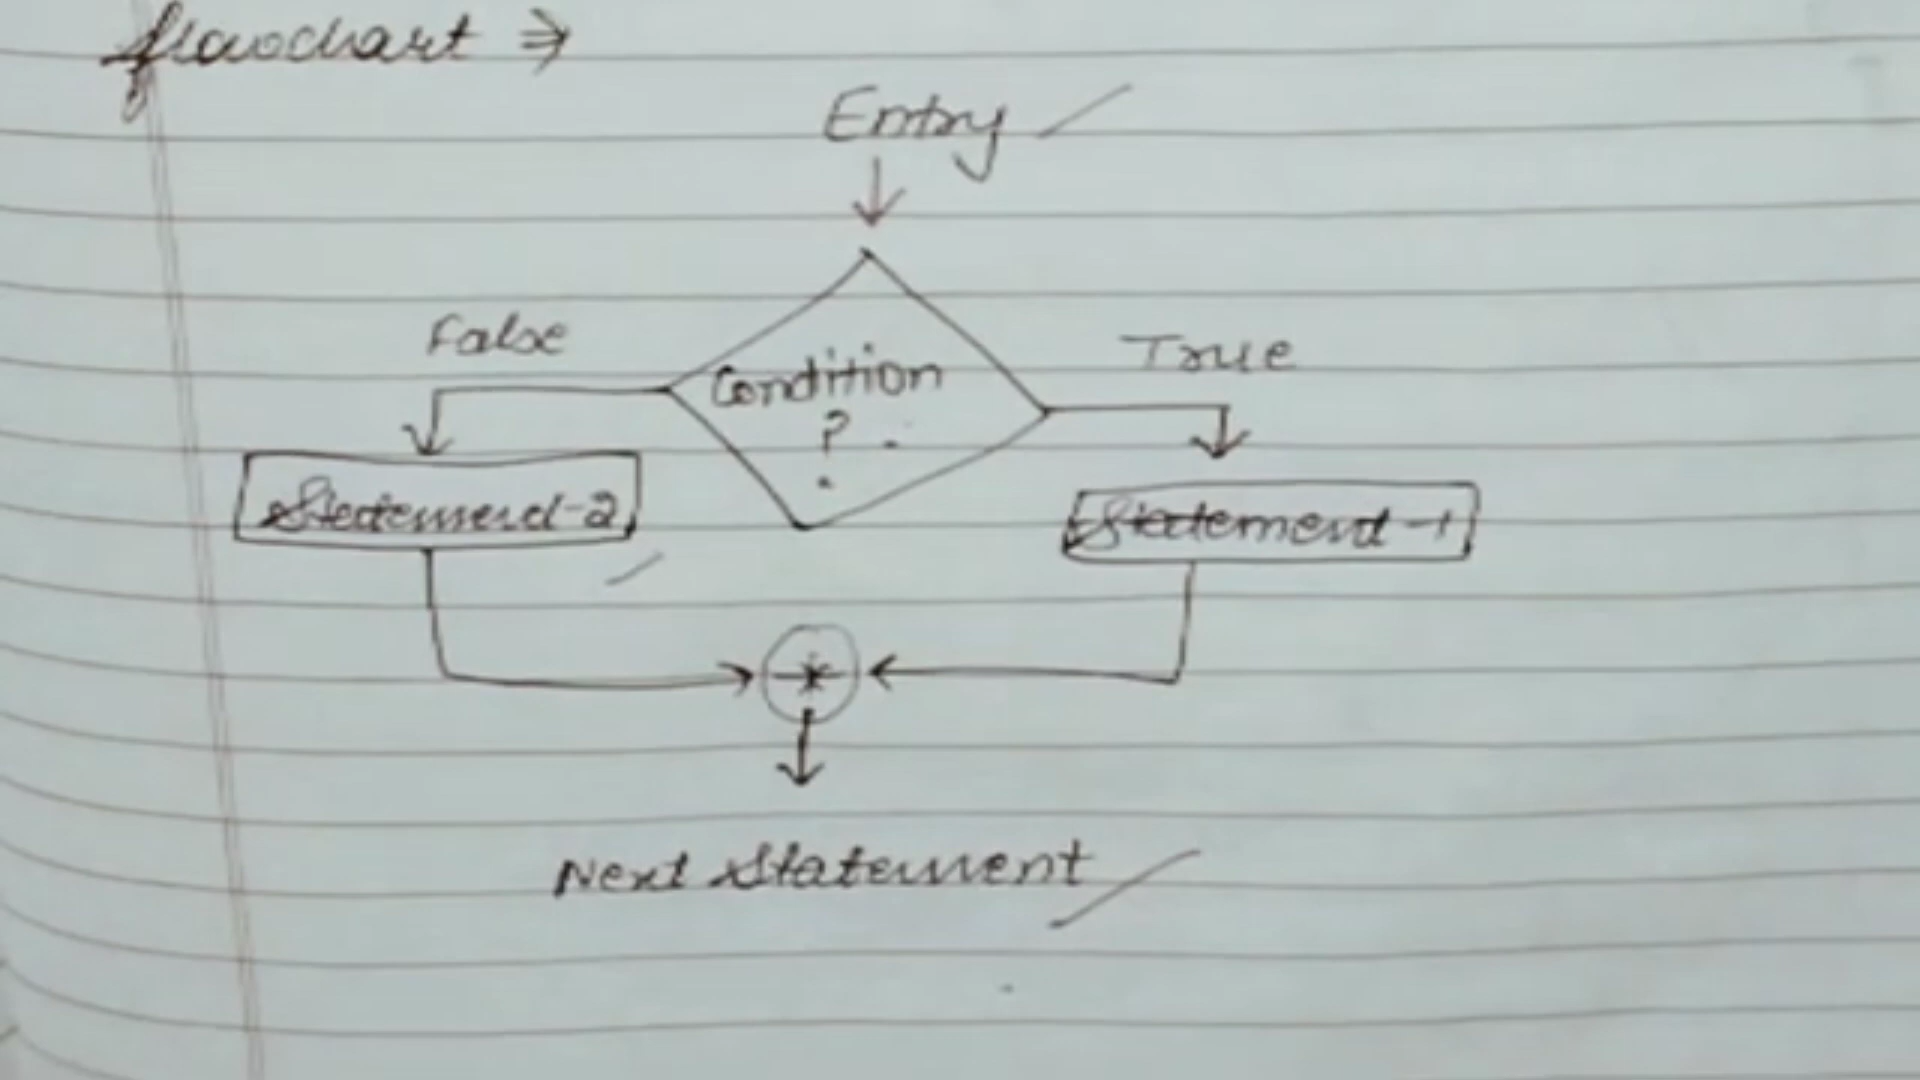 flowchart ⇒
Entry
False
True
Condition
?
Statement-2
Statement-1
Next Statement